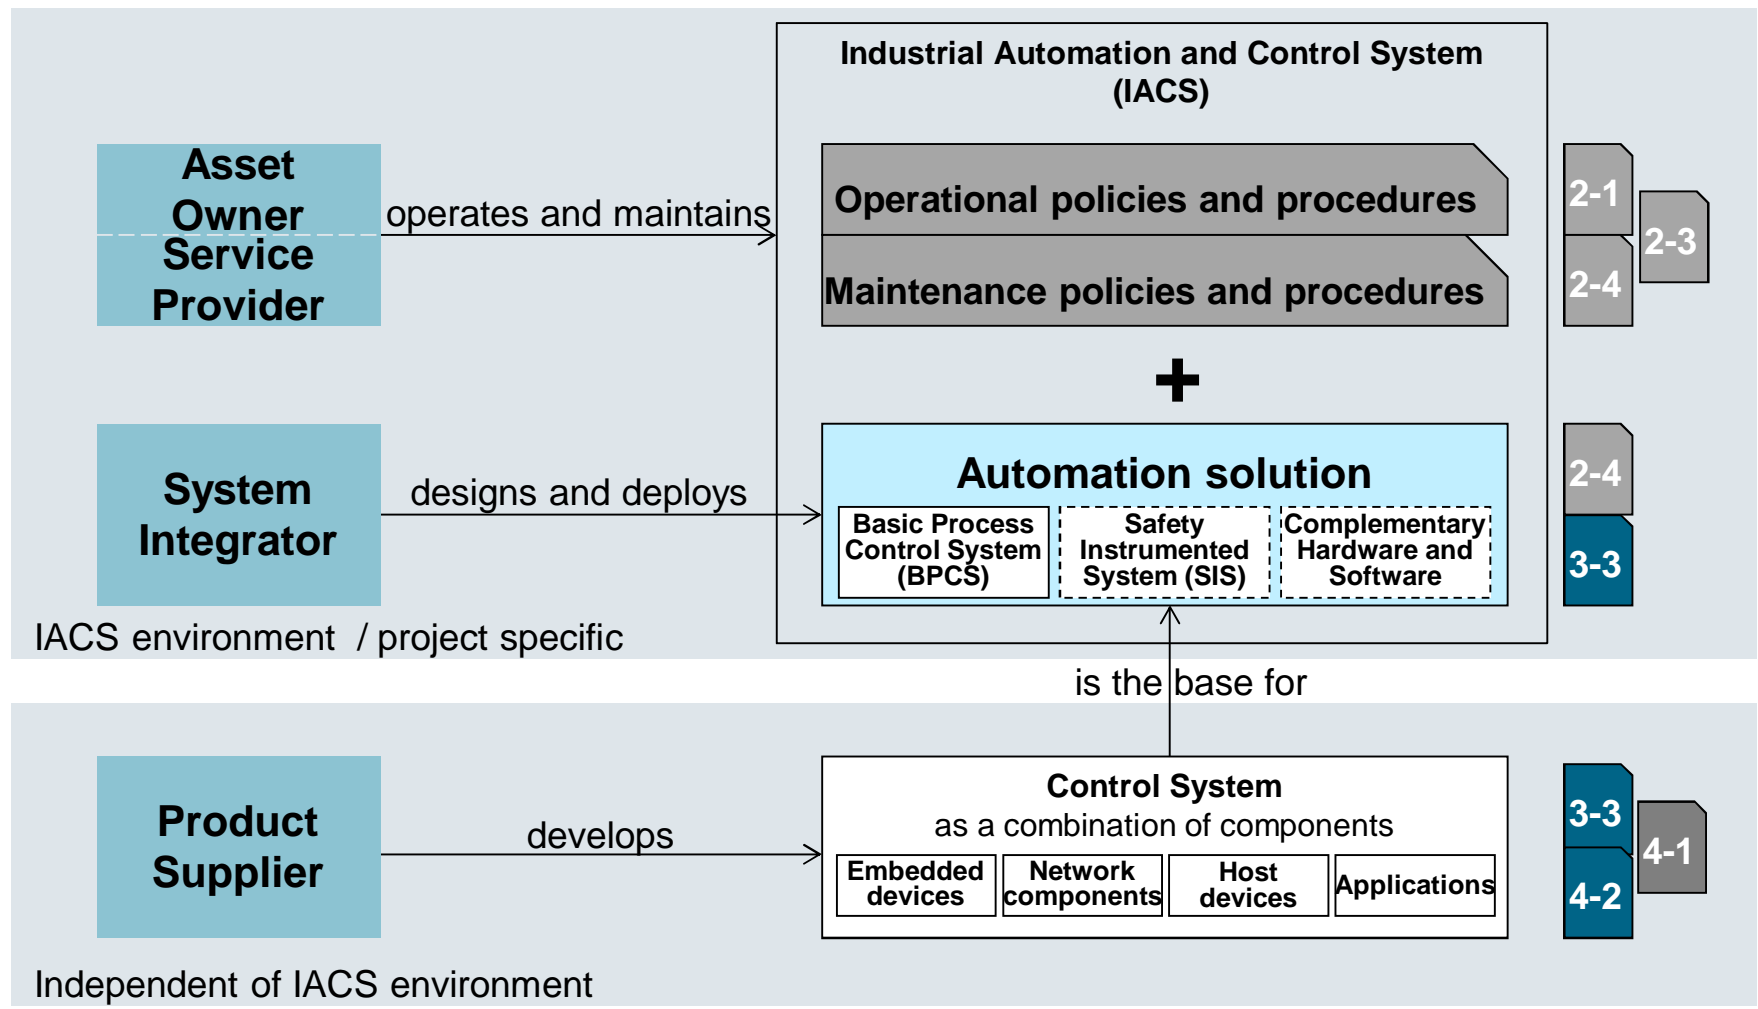 Industrial Automation and Control System
(IACS)
Asset
Owner
Service
Provider
operates and maintains
Operational policies and procedures
Maintenance policies and procedures
2-1
2-4
2-3
+
System
Integrator
designs and deploys
Automation solution
Basic Process
Control System
(BPCS)
Safety
Instrumented
System (SIS)
Complementary
Hardware and
Software
2-4
3-3
IACS environment / project specific
is the base for
Product
Supplier
develops
Control System
as a combination of components
Embedded
devices
Network
components
Host
devices
Applications
3-3
4-2
4-1
Independent of IACS environment